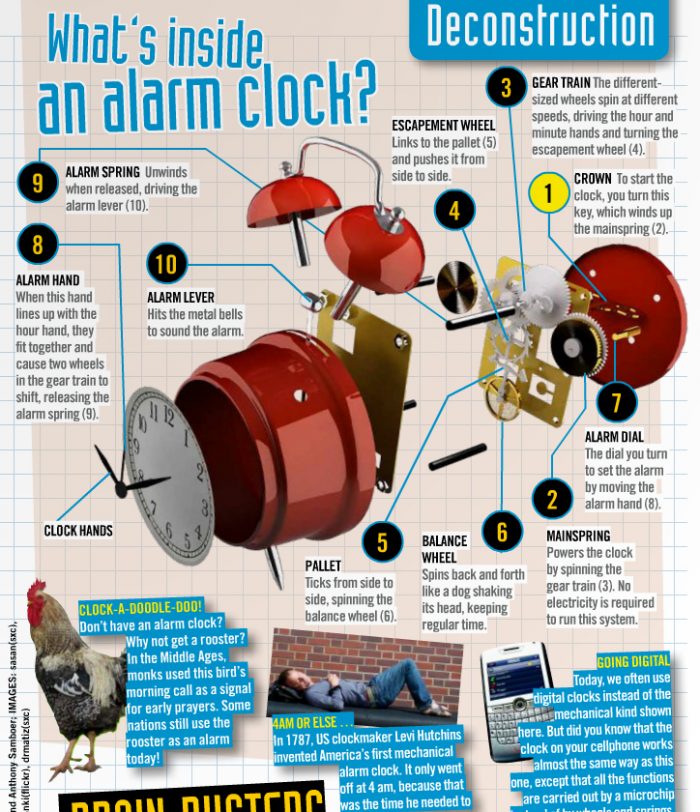 Deconstruction
What's inside
an alarm clock?
3
GEAR TRAIN The different-
sized wheels spin at different
speeds, driving the hour and
minute hands and turning the
escapement wheel (4).
ESCAPEMENT WHEEL
Links to the pallet (5)
and pushes it from
side to side.
4
1
CROWN To start the
clock, you turn this
key, which winds up
the mainspring (2).
9
ALARM SPRING Unwinds
when released, driving the
alarm lever (10).
8
ALARM HAND
When this hand
lines up with the
hour hand, they
fit together and
cause two wheels
in the gear train to
shift, releasing the
alarm spring (9).
10
ALARM LEVER
Hits the metal bells
to sound the alarm.
CLOCK HANDS
7
ALARM DIAL
The dial you turn
to set the alarm
by moving the
alarm hand (8).
2
MAINSPRING
Powers the clock
by spinning the
gear train (3). No
electricity is required
to run this system.
5
PALLET
Ticks from side to
side, spinning the
balance wheel (6).
6
BALANCE
WHEEL
Spins back and forth
like a dog shaking
its head, keeping
regular time.
CLOCK-A-DOODLE-DOO!
Don't have an alarm clock?
Why not get a rooster?
In the Middle Ages,
monks used this bird's
morning call as a signal
for early prayers. Some
nations still use the
rooster as an alarm
today!
4AM OR ELSE . . .
In 1787, US clockmaker Levi Hutchins
invented America's first mechanical
alarm clock. It only went
off at 4 am, because that
was the time he needed to
GOING DIGITAL
Today, we often use
digital clocks instead of the
mechanical kind shown
here. But did you know that the
clock on your cellphone works
almost the same way as this
one, except that all the functions
are carried out by a microchip
instead of by wheels and springs
BRAIN BUSTERS
nd Anthony Samboer; IMAGES: sasan(sxc),
nki(flickr), drmatiz(sxc)